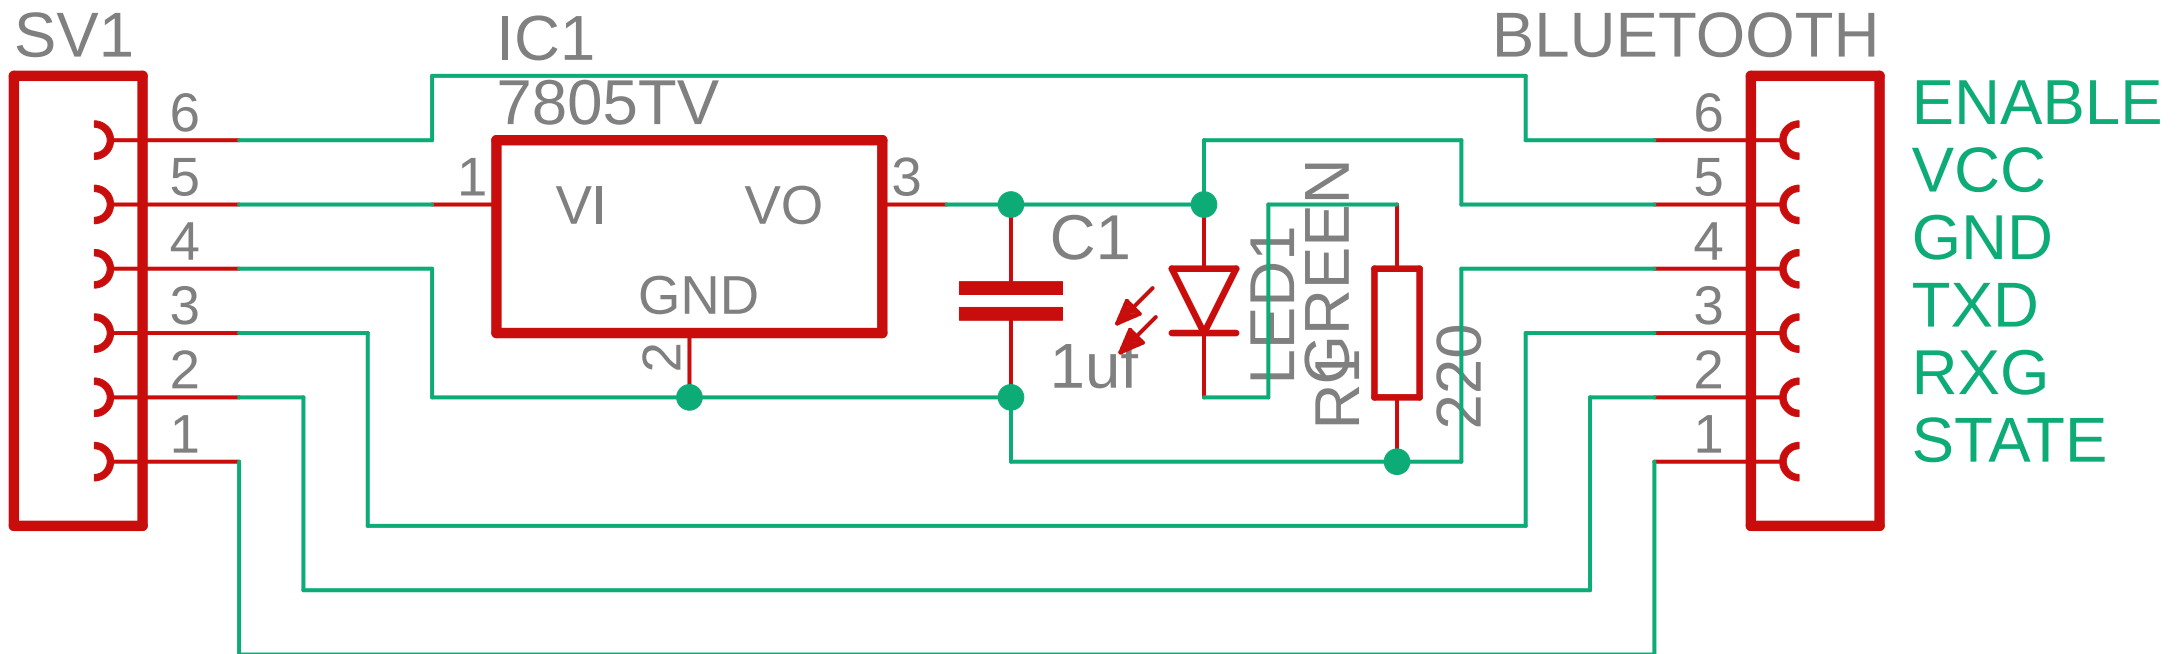 SV1
6
5
4
3
2
1
IC1
7805TV
1
VI
VO
3
GND
2
C1
1uf
LED1
GREEN
R1
220
BLUETOOTH
6
5
4
3
2
1
ENABLE
VCC
GND
TXD
RXG
STATE